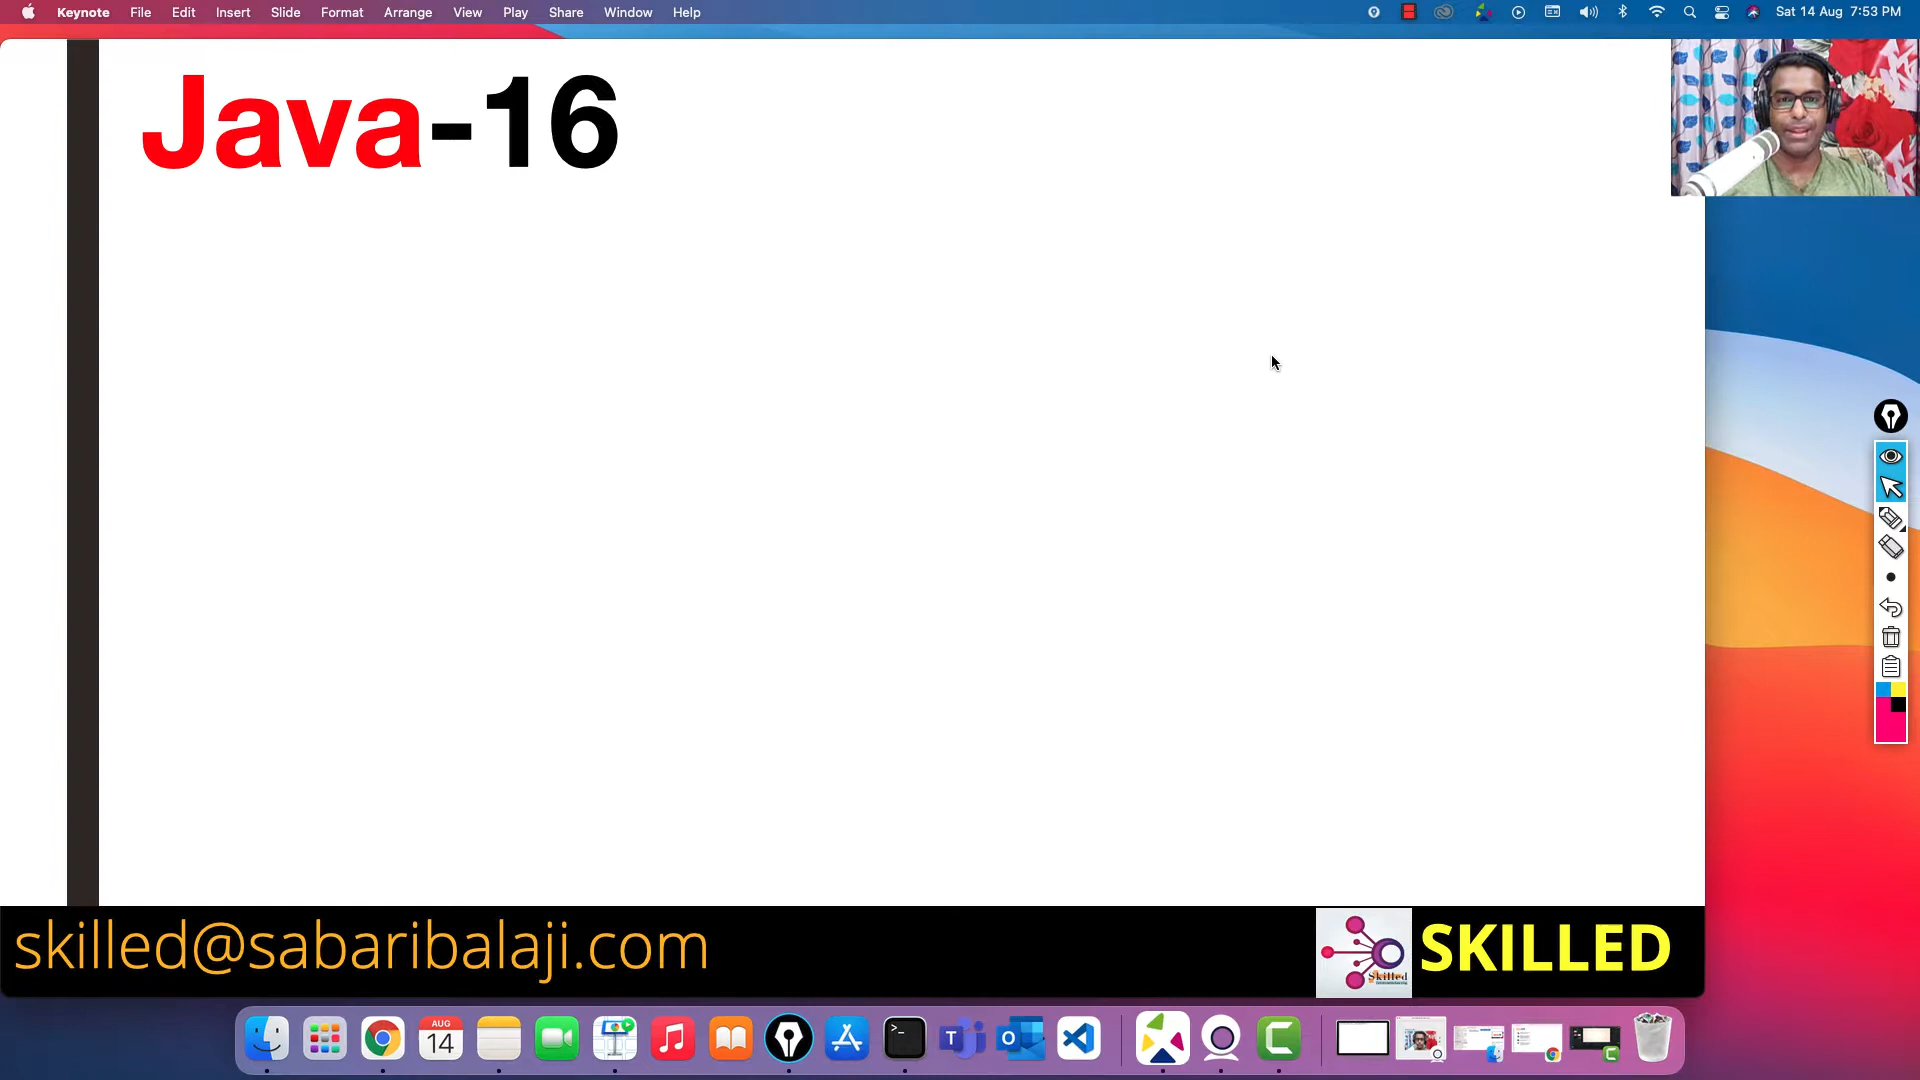 Keynote File Edit Insert Slide Format Arrange View Play Share Window Help
Sat 14 Aug 7:53 PM
Java-16
skilled@sabaribalaji.com
Skilled
SKILLED
AUG
14